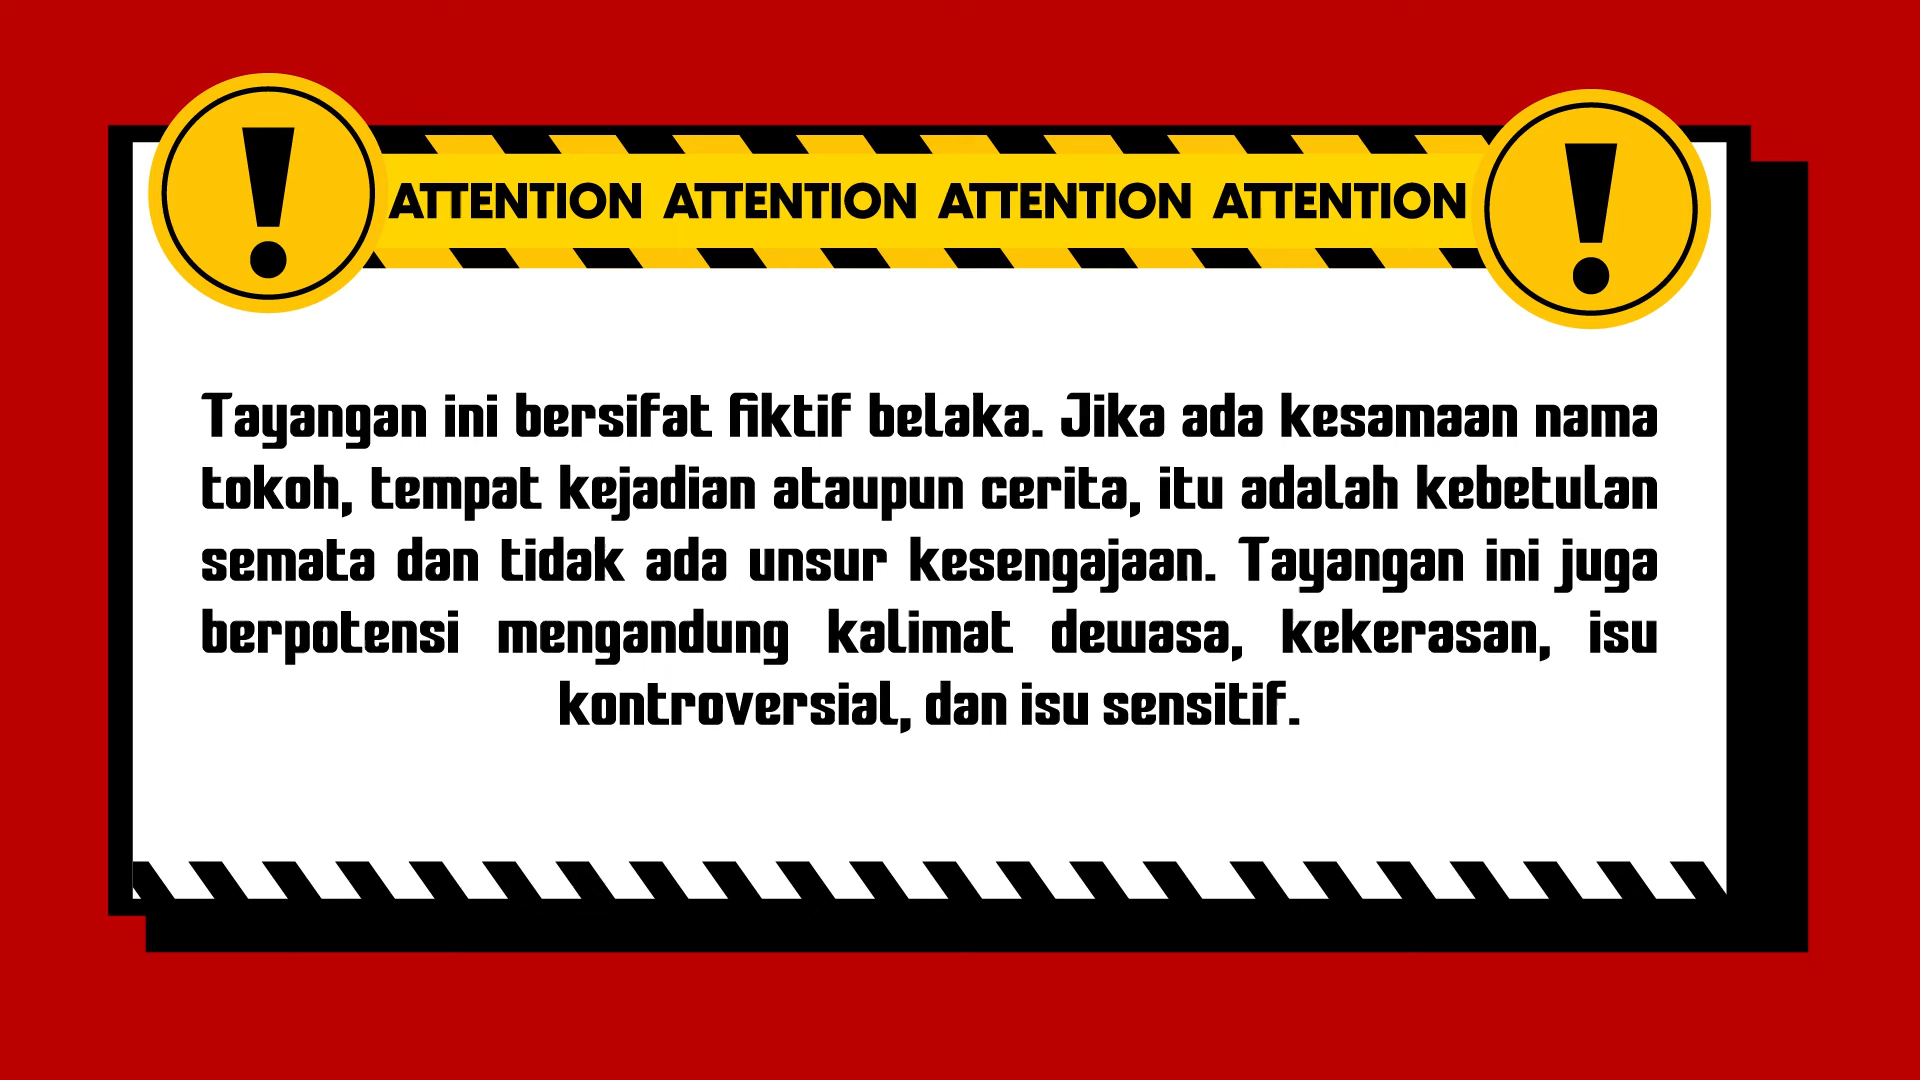 ATTENTION ATTENTION ATTENTION ATTENTION
Tayangan ini bersifat fiktif belaka. Jika ada kesamaan nama
tokoh, tempat kejadian ataupun cerita, itu adalah kebetulan
semata dan tidak ada unsur kesengajaan. Tayangan ini juga
berpotensi mengandung kalimat dewasa, kekerasan, isu
kontroversial, dan isu sensitif.